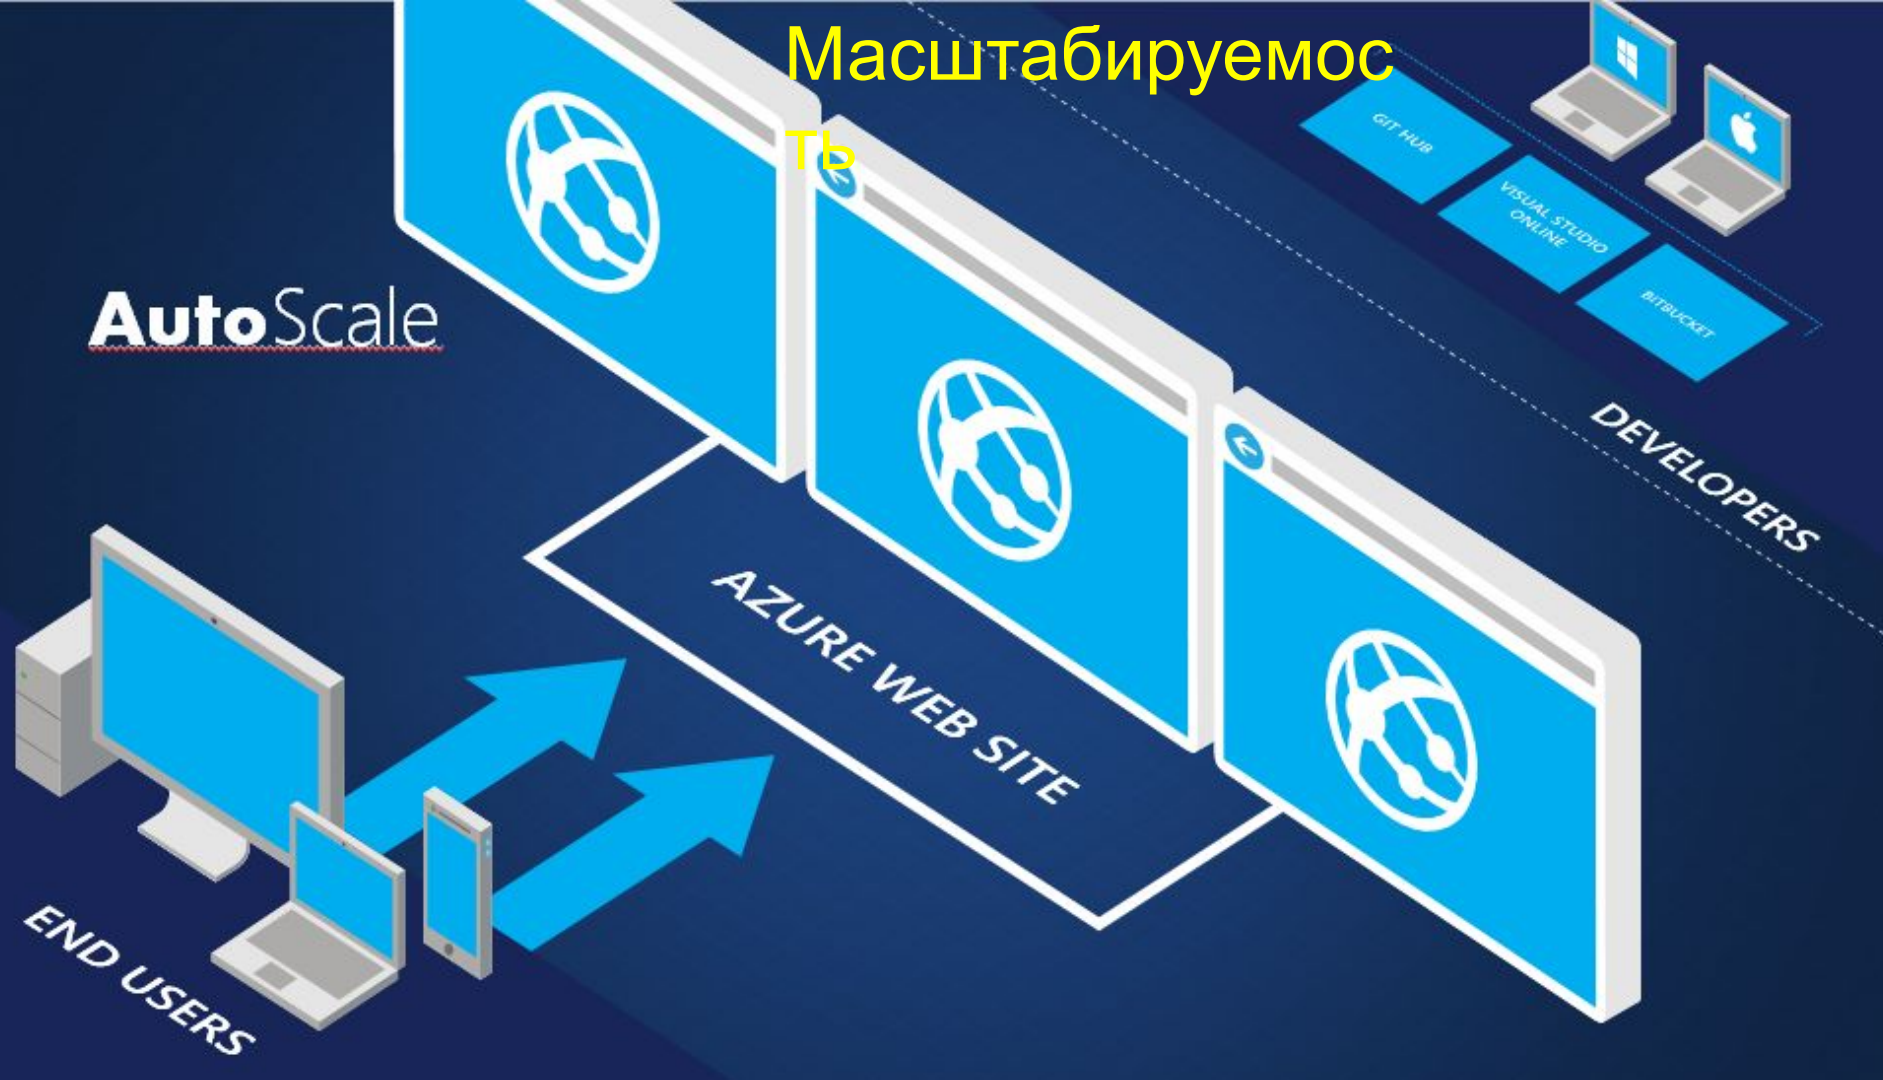 Масштабируемос
ть
GIT HUB
VISUAL STUDIO
ONLINE
BITBUCKET
AutoScale
DEVELOPERS
AZURE WEB SITE
END USERS